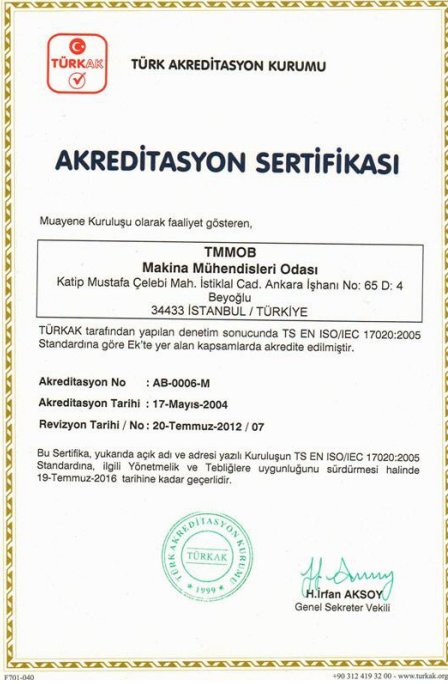 TÜRKAK
TÜRK AKREDİTASYON KURUMU
AKREDİTASYON SERTİFİKASI
Muayene Kuruluşu olarak faaliyet gösteren,
TMMOB
Makina Mühendisleri Odası
Katip Mustafa Çelebi Mah. İstiklal Cad. Ankara İşhanı No: 65 D: 4
Beyoğlu
34433 İSTANBUL / TÜRKİYE
TÜRKAK tarafından yapılan denetim sonucunda TS EN ISO/IEC 17020:2005
Standardına göre Ek'te yer alan kapsamlarda akredite edilmiştir.
Akreditasyon No : AB-0006-M
Akreditasyon Tarihi : 17-Mayıs-2004
Revizyon Tarihi / No : 20-Temmuz-2012 / 07
Bu Sertifika, yukarıda açık adı ve adresi yazılı Kuruluşun TS EN ISO/IEC 17020:2005
Standardına, ilgili Yönetmelik ve Tebliğlere uygunluğunu sürdürmesi halinde
19-Temmuz-2016 tarihine kadar geçerlidir.
TÜRK AKREDİTASYON KURUMU
TÜRKAK
* 1999 *
H.İrfan AKSOY
Genel Sekreter Vekili
F701-040
+90 312 419 32 00 - www.turkak.org